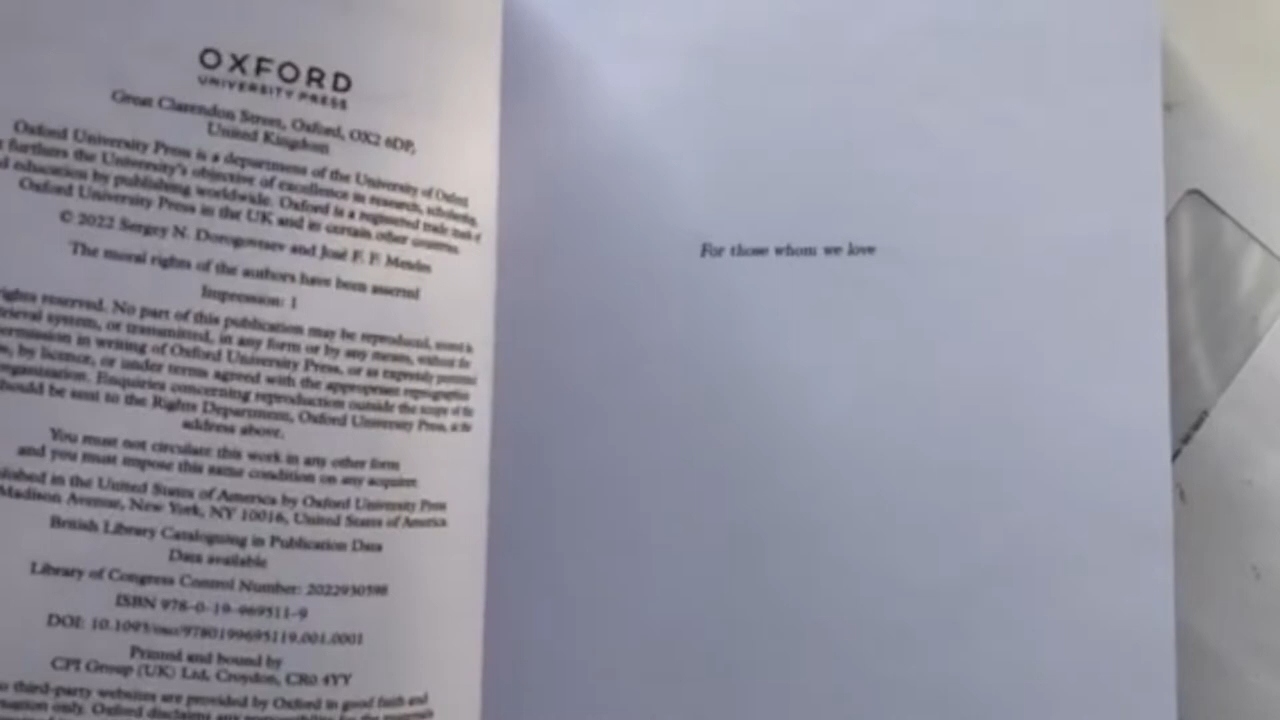 OXFORD
UNIVERSITY PRESS
Great Clarendon Street, Oxford, OX2 6DP,
United Kingdom
Oxford University Press is a department of the University of Oxford.
furthers the University's objective of excellence in research, scholarship,
education by publishing worldwide. Oxford is a registered trade mark of
Oxford University Press in the UK and in certain other countries
© 2022 Sergey N. Dorogovtsev and José F. F. Mendes
The moral rights of the authors have been asserted
Impression: 1
rights reserved. No part of this publication may be reproduced, stored in
retrieval system, or transmitted, in any form or by any means, without the
permission in writing of Oxford University Press, or as expressly permitted
by licence, or under terms agreed with the appropriate reprographics
organization. Enquiries concerning reproduction outside the scope of the
should be sent to the Rights Department, Oxford University Press, at the
address above.
You must not circulate this work in any other form
and you must impose this same condition on any acquirer
Published in the United States of America by Oxford University Press
Madison Avenue, New York, NY 10016, United States of America
British Library Cataloguing in Publication Data
Data available
Library of Congress Control Number: 2022930598
ISBN 978-0-19-969511-9
DOI: 10.1093/oso/9780199695119.001.0001
Printed and bound by
CPI Group (UK) Ltd, Croydon, CR0 4YY
to third-party websites are provided by Oxford in good faith and
information only. Oxford disclaims any responsibility for the materials
For those whom we love